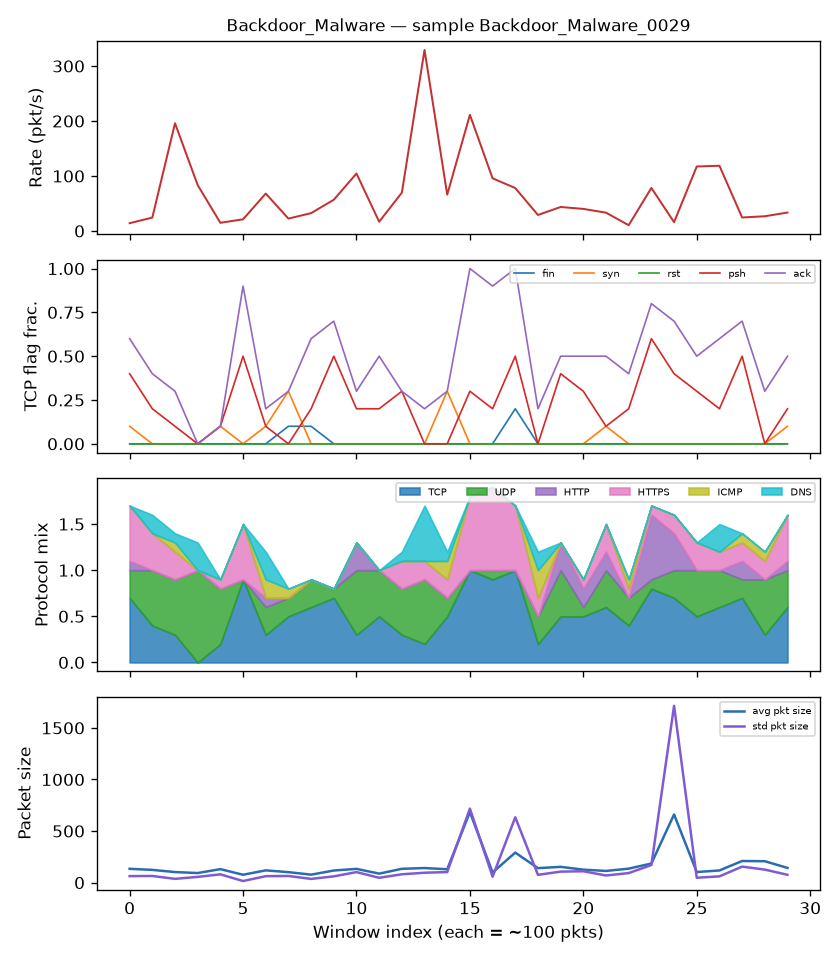 Backdoor_Malware — sample Backdoor_Malware_0029
Rate (pkt/s)
300
200
100
0
TCP flag frac.
1.00
0.75
0.50
0.25
0.00
fin syn rst psh ack
Protocol mix
1.5
1.0
0.5
0.0
TCP UDP HTTP HTTPS ICMP DNS
Packet size
1500
1000
500
0
avg pkt size
std pkt size
0 5 10 15 20 25 30
Window index (each = ~100 pkts)